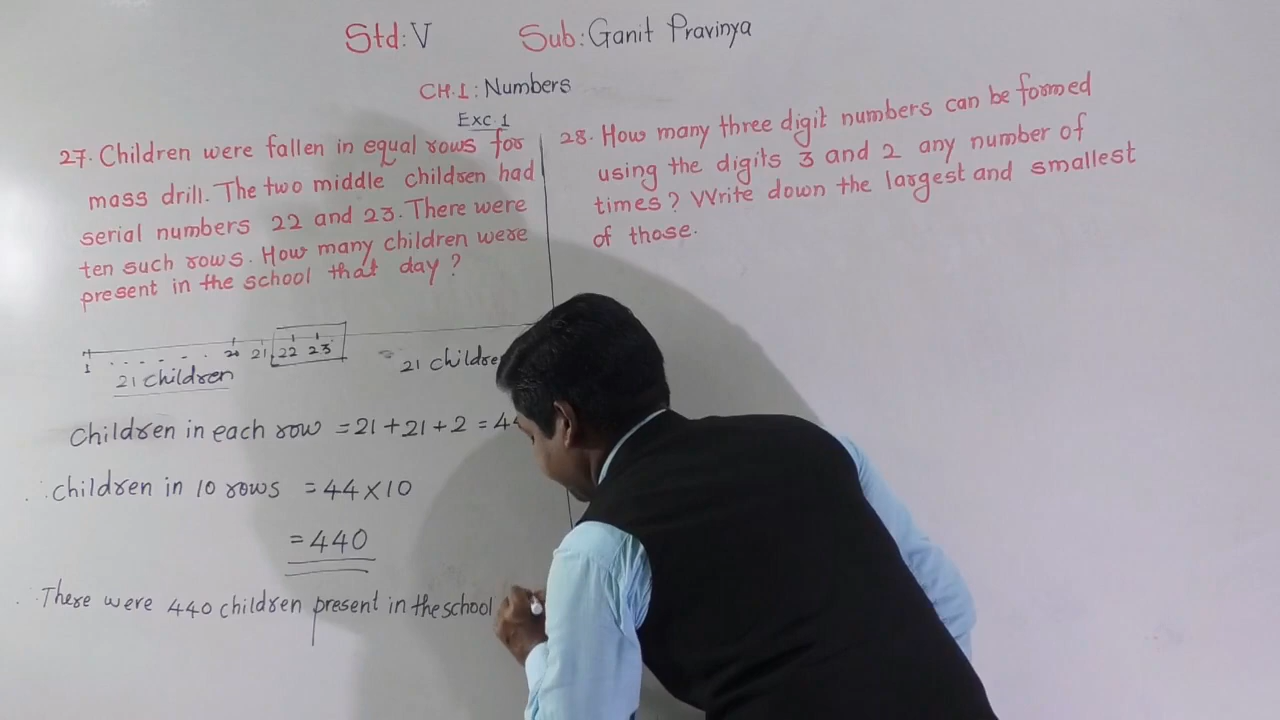 Std: V Sub: Ganit Pravinya
CH.1: Numbers
Exc 1
27. Children were fallen in equal rows for
mass drill. The two middle children had
serial numbers 22 and 23. There were
ten such rows. How many children were
present in the school that day?
1 20 21 22 23
21 children 21 childre
Children in each row = 21 + 21 + 2 = 44
∴ children in 10 rows = 44 × 10
= 440
∴ There were 440 children present in the school
28. How many three digit numbers can be formed
using the digits 3 and 2 any number of
times? Write down the largest and smallest
of those.